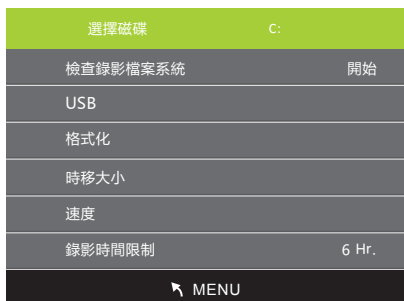 選擇磁碟 C:
檢查錄影檔案系統 開始
USB
格式化
時移大小
速度
錄影時間限制 6 Hr.
MENU